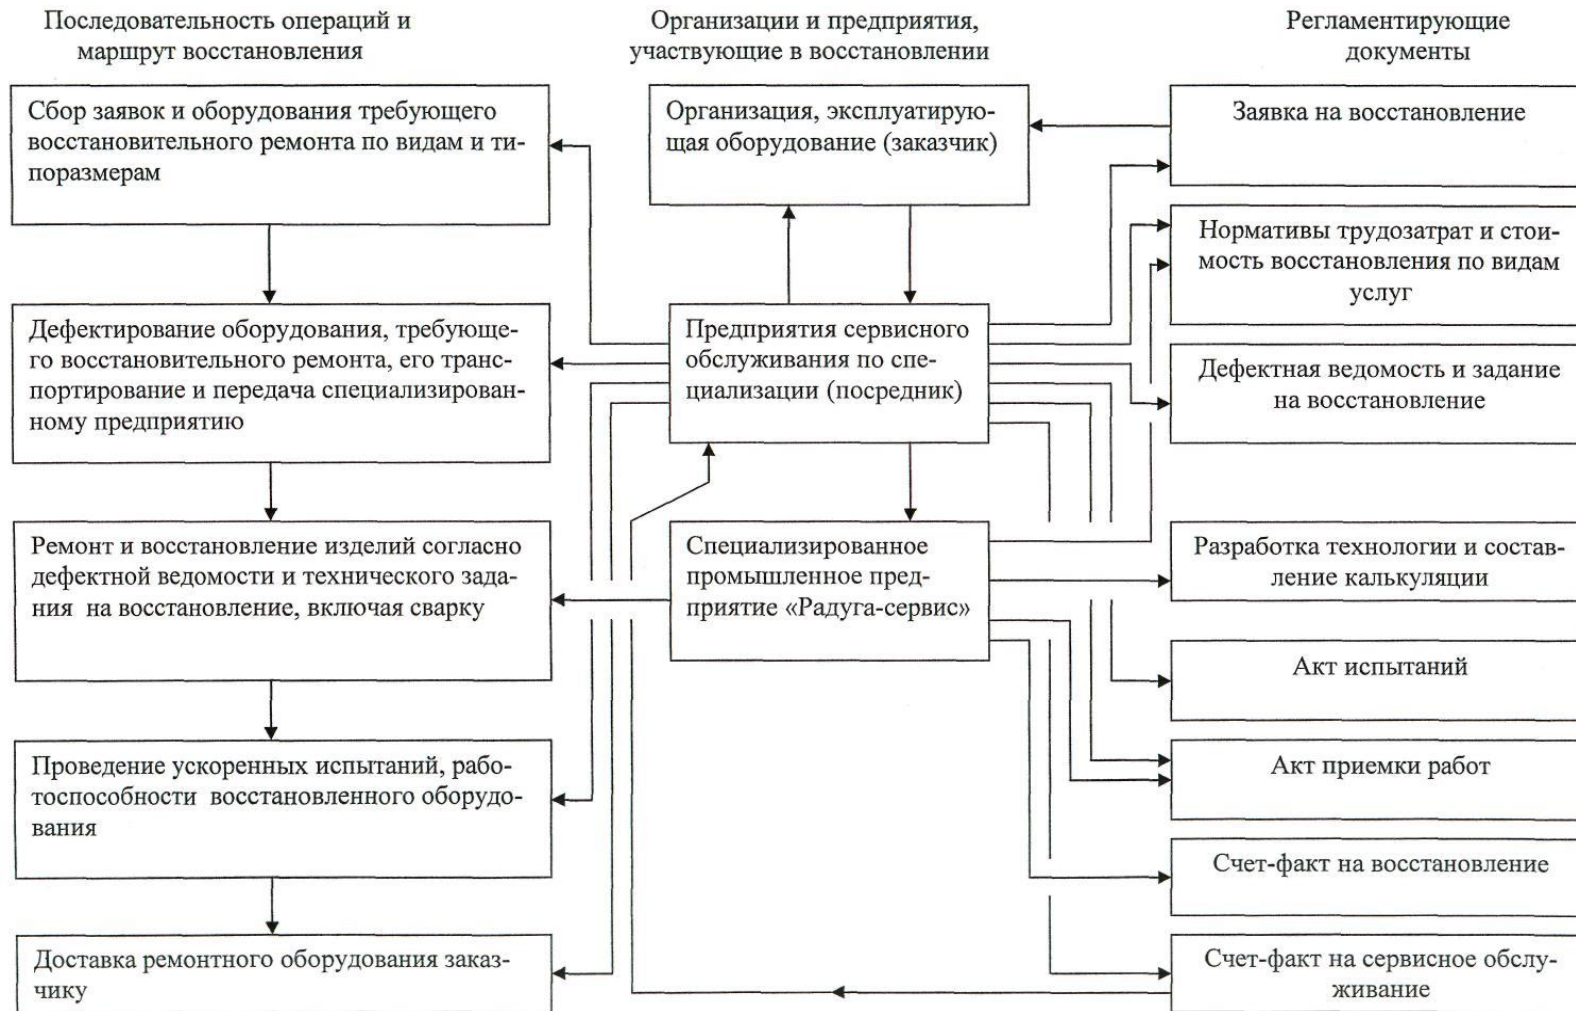 Последовательность операций и
маршрут восстановления
Организации и предприятия,
участвующие в восстановлении
Регламентирующие
документы
Сбор заявок и оборудования требующего
восстановительного ремонта по видам и ти-
поразмерам
Организация, эксплуатирую-
щая оборудование (заказчик)
Заявка на восстановление
Нормативы трудозатрат и стои-
мость восстановления по видам
услуг
Дефектирование оборудования, требующе-
го восстановительного ремонта, его транс-
портирование и передача специализирован-
ному предприятию
Предприятия сервисного
обслуживания по спе-
циализации (посредник)
Дефектная ведомость и задание
на восстановление
Ремонт и восстановление изделий согласно
дефектной ведомости и технического зада-
ния на восстановление, включая сварку
Специализированное
промышленное пред-
приятие «Радуга-сервис»
Разработка технологии и состав-
ление калькуляции
Акт испытаний
Проведение ускоренных испытаний, рабо-
тоспособности восстановленного оборудо-
вания
Акт приемки работ
Счет-факт на восстановление
Доставка ремонтного оборудования заказ-
чику
Счет-факт на сервисное обслу-
живание